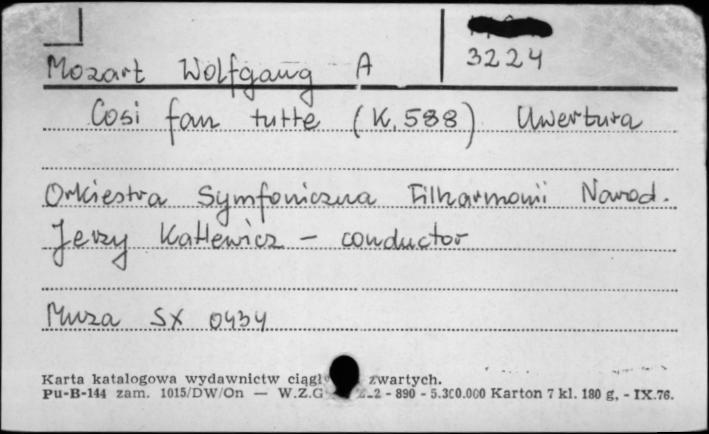 3224
Mozart Wolfgang A
Cosi fan tutte (K. 588) Uwertura
Orkiestra Symfoniczna Filharmonii Narod.
Jerzy Katlewicz - conductor
Muza SX 0434
Karta katalogowa wydawnictw ciągł zwartych.
Pu-B-144 zam. 1015/DW/On — W.Z.G - 890 - 5.300.000 Karton 7 kl. 180 g, - IX.76.